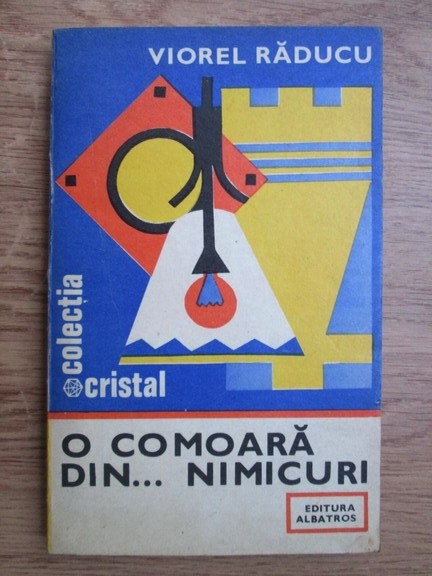 VIOREL RĂDUCU
colecția
cristal
O COMOARĂ
DIN... NIMICURI
EDITURA
ALBATROS